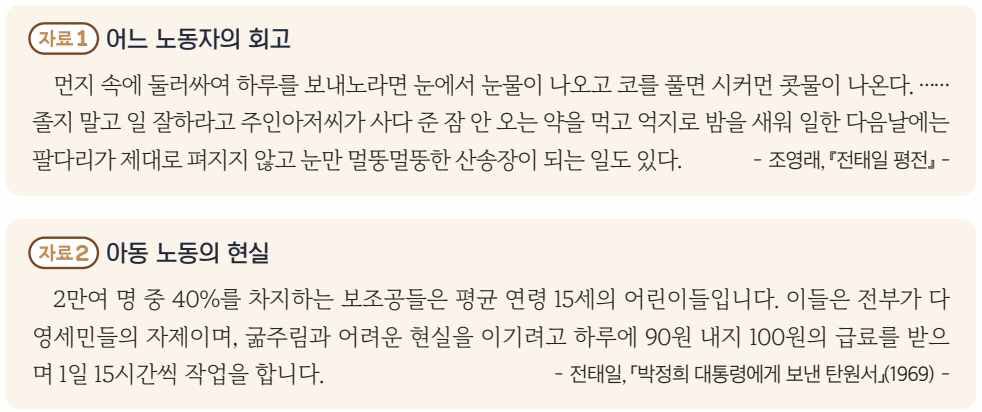 자료1 어느 노동자의 회고
먼지 속에 둘러싸여 하루를 보내노라면 눈에서 눈물이 나오고 코를 풀면 시커먼 콧물이 나온다. ……
졸지 말고 일 잘하라고 주인아저씨가 사다 준 잠 안 오는 약을 먹고 억지로 밤을 새워 일한 다음날에는
팔다리가 제대로 펴지지 않고 눈만 멀뚱멀뚱한 산송장이 되는 일도 있다. - 조영래, 『전태일 평전』 -
자료2 아동 노동의 현실
2만여 명 중 40%를 차지하는 보조공들은 평균 연령 15세의 어린이들입니다. 이들은 전부가 다
영세민들의 자제이며, 굶주림과 어려운 현실을 이기려고 하루에 90원 내지 100원의 급료를 받으
며 1일 15시간씩 작업을 합니다. - 전태일, 「박정희 대통령에게 보낸 탄원서」(1969) -